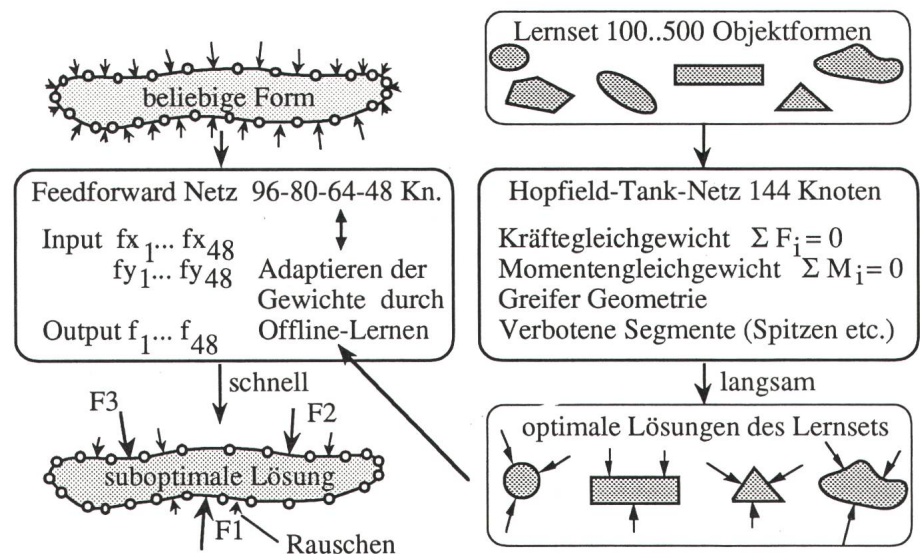 beliebige Form
Feedforward Netz 96-80-64-48 Kn.
Input fx1... fx48
fy1... fy48
Adaptieren der
Gewichte durch
Offline-Lernen
Output f1... f48
schnell
F3
F2
suboptimale Lösung
F1
Rauschen
Lernset 100..500 Objektformen
Hopfield-Tank-Netz 144 Knoten
Kräftegleichgewicht Σ Fi = 0
Momentengleichgewicht Σ Mi = 0
Greifer Geometrie
Verbotene Segmente (Spitzen etc.)
langsam
optimale Lösungen des Lernsets